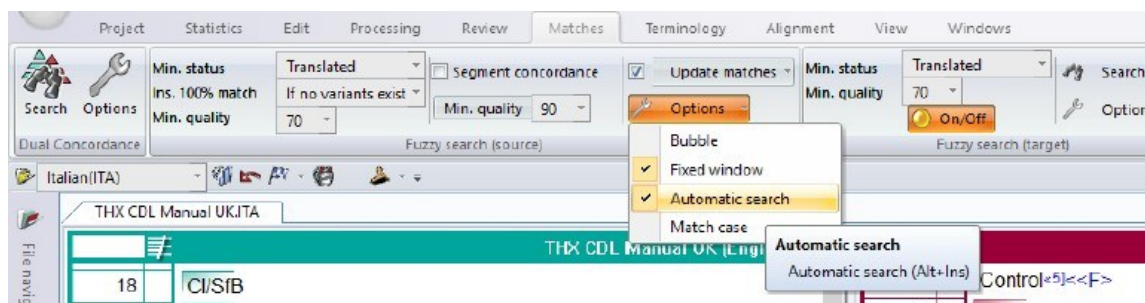 Project Statistics Edit Processing Review Matches Terminology Alignment View Windows
Min. status Translated Segment concordance Update matches Min. status Translated Search
Ins. 100% match If no variants exist Min. quality 90 Options Min. quality 70 Option
Search Options Min. quality 70 On/Off
Dual Concordance Fuzzy search (source) Fuzzy search (target)
Bubble
Fixed window
Automatic search
Match case
Italian(ITA)
THX CDL Manual UK.ITA
Automatic search
Automatic search (Alt+Ins)
File navig
THX CDL Manual UK (Engl
18 CI/SfB Control<5]<<F>